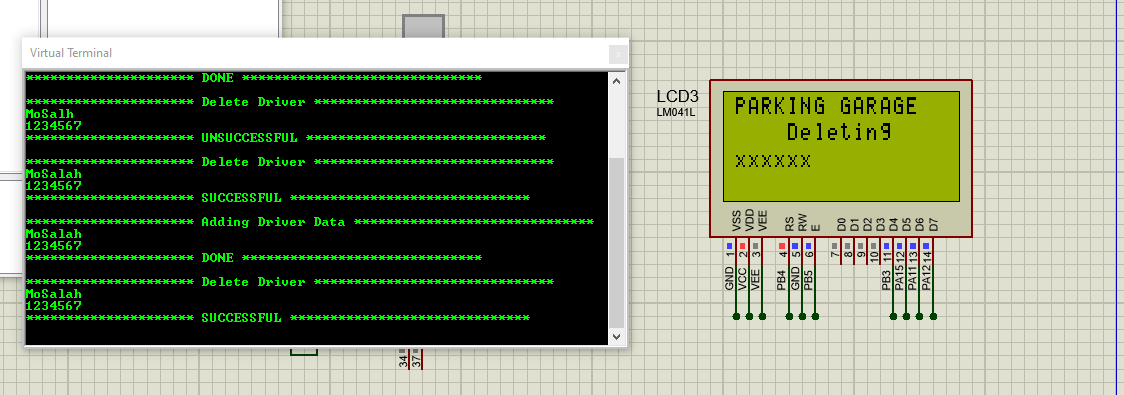 Virtual Terminal
********************* DONE ******************************
********************* Delete Driver ******************************
MoSalh
1234567
********************* UNSUCCESSFUL ******************************
********************* Delete Driver ******************************
MoSalah
1234567
********************* SUCCESSFUL ******************************
********************* Adding Driver Data ******************************
MoSalah
1234567
********************* DONE ******************************
********************* Delete Driver ******************************
MoSalah
1234567
********************* SUCCESSFUL ******************************
34 37
LCD3
LM041L
PARKING GARAGE
Deleting
XXXXXX
VSS VDD VEE RS RW E D0 D1 D2 D3 D4 D5 D6 D7
1 2 3 4 5 6 7 8 9 10 11 12 13 14
GND VCC VEE PB4 GND PB5 PB3 PA15 PA11 PA12